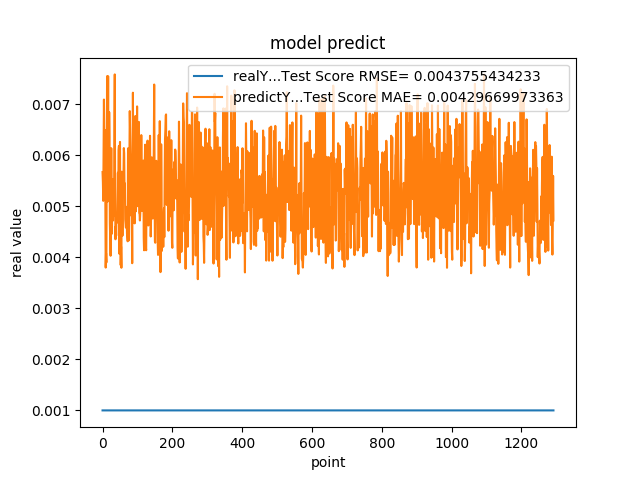 model predict
realY...Test Score RMSE= 0.0043755434233
predictY...Test Score MAE= 0.00429669973363
0.007
0.006
0.005
0.004
0.003
0.002
0.001
real value
0 200 400 600 800 1000 1200
point